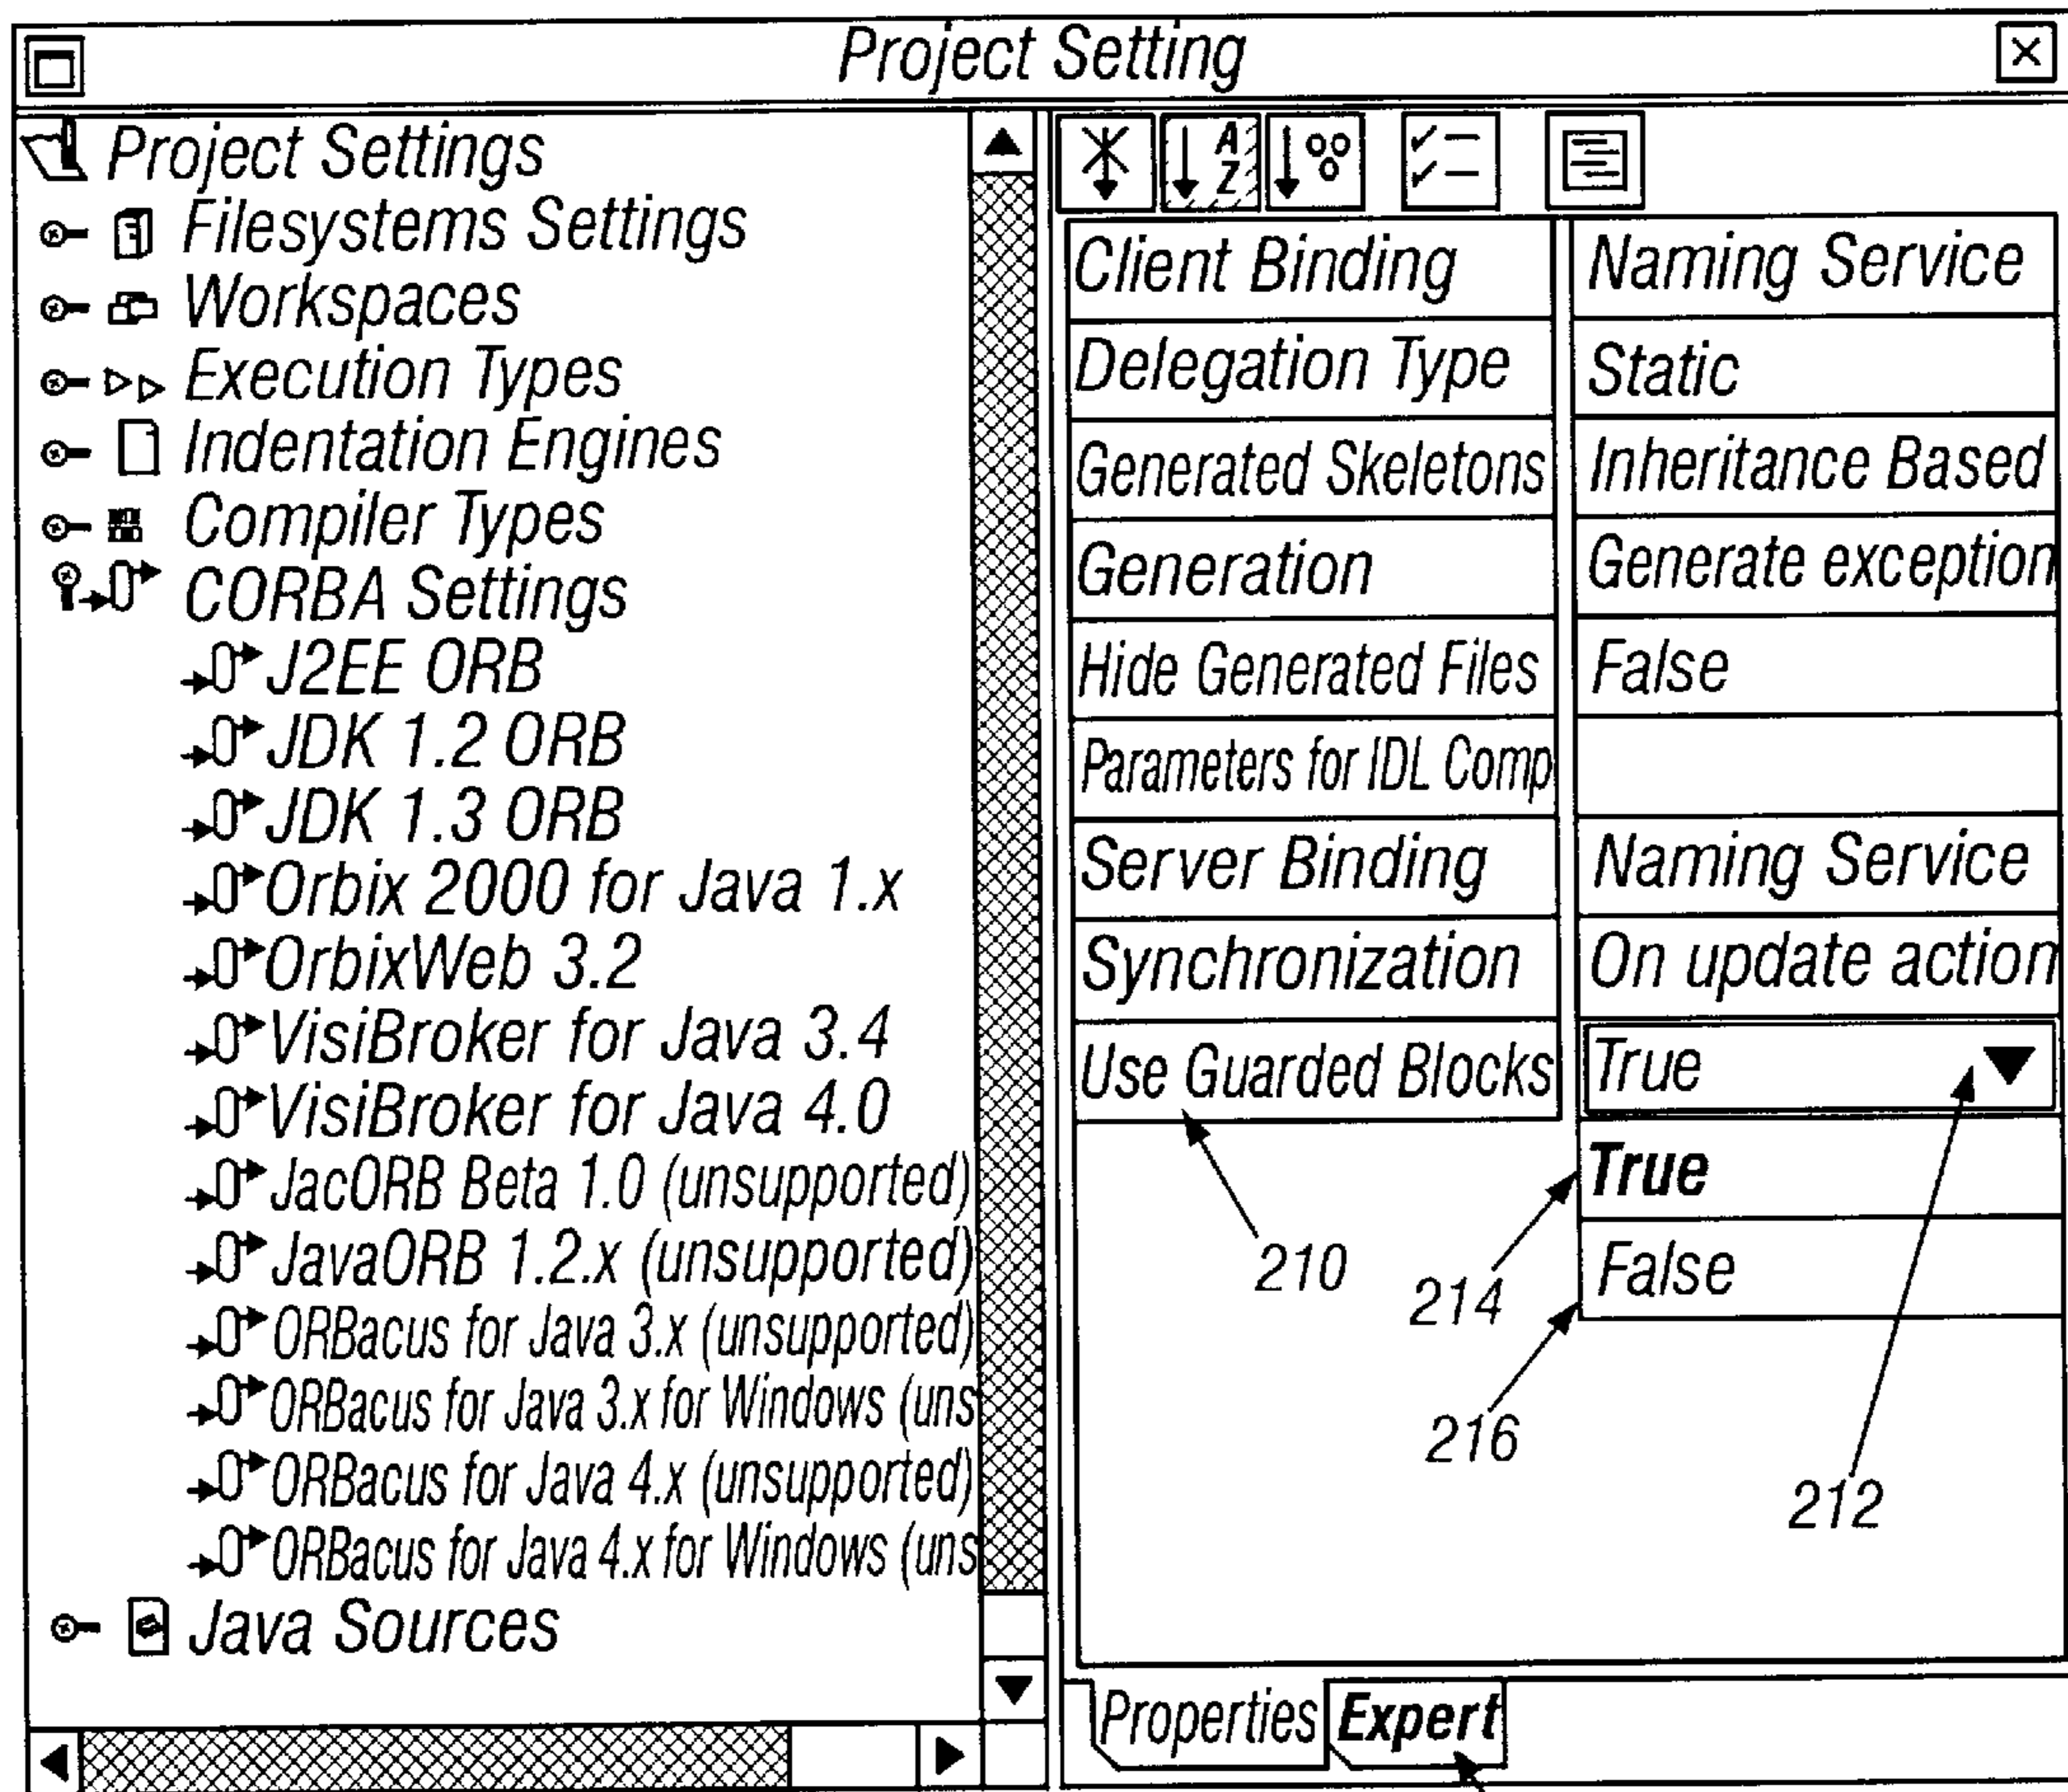 Project Setting
Project Settings
Filesystems Settings
Workspaces
Execution Types
Indentation Engines
Compiler Types
CORBA Settings
J2EE ORB
JDK 1.2 ORB
JDK 1.3 ORB
Orbix 2000 for Java 1.x
OrbixWeb 3.2
VisiBroker for Java 3.4
VisiBroker for Java 4.0
JacORB Beta 1.0 (unsupported)
JavaORB 1.2.x (unsupported)
ORBacus for Java 3.x (unsupported)
ORBacus for Java 3.x for Windows (uns
ORBacus for Java 4.x (unsupported)
ORBacus for Java 4.x for Windows (uns
Java Sources
A
Z
Client Binding Naming Service
Delegation Type Static
Generated Skeletons Inheritance Based
Generation Generate exception
Hide Generated Files False
Parameters for IDL Comp
Server Binding Naming Service
Synchronization On update action
Use Guarded Blocks True
True
False
210
214
216
212
Properties Expert